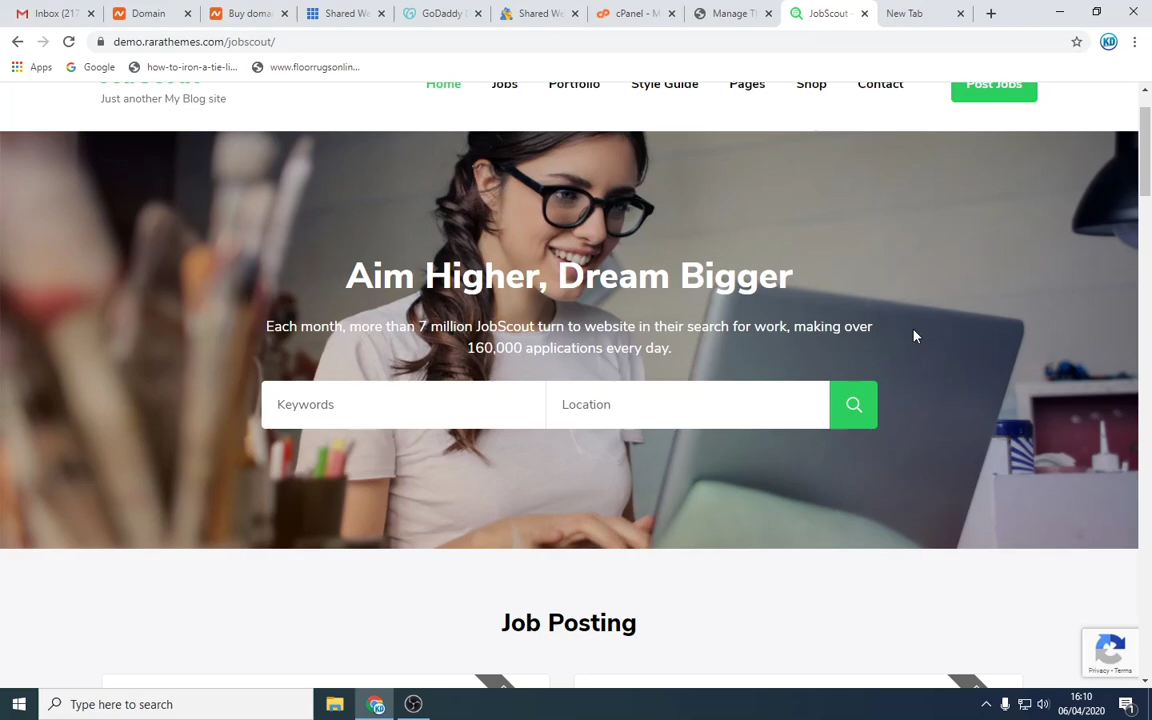 Inbox (217
Domain
Buy doma
Shared We
GoDaddy
Shared We
cPanel - M
Manage T
JobScout -
New Tab
demo.rarathemes.com/jobscout/
KD
Apps
Google
how-to-iron-a-tie-li...
www.floorrugsonlin...
JobScout
Just another My Blog site
Home
Jobs
Portfolio
Style Guide
Pages
Shop
Contact
Post Jobs
Aim Higher, Dream Bigger
Each month, more than 7 million JobScout turn to website in their search for work, making over
160,000 applications every day.
Keywords
Location
Job Posting
Privacy - Terms
Type here to search
16:10
06/04/2020
1